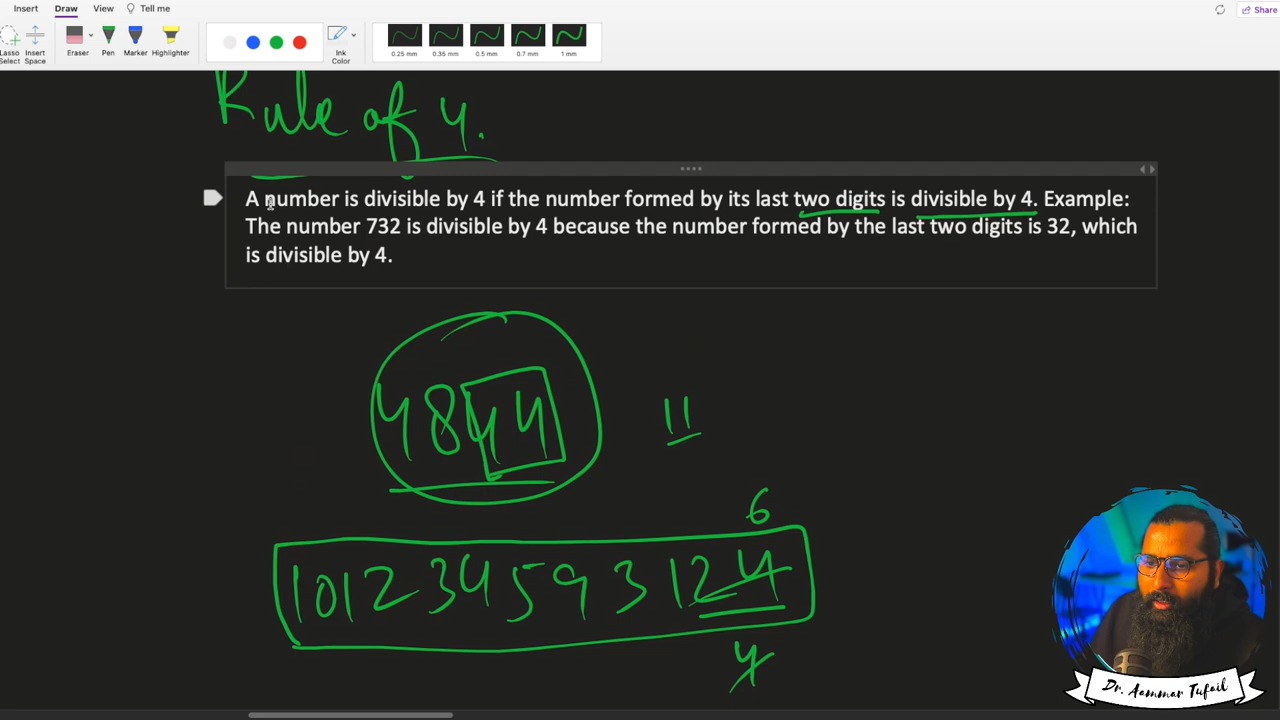 Insert Draw View Tell me
Share
Lasso Select
Insert Space
Eraser
Pen
Marker
Highlighter
Ink Color
0.25 mm 0.35 mm 0.5 mm 0.7 mm 1 mm
Rule of 4.
A number is divisible by 4 if the number formed by its last two digits is divisible by 4. Example:
The number 732 is divisible by 4 because the number formed by the last two digits is 32, which
is divisible by 4.
4844 11
6
101234593124
4
Dr. Aammar Tufail